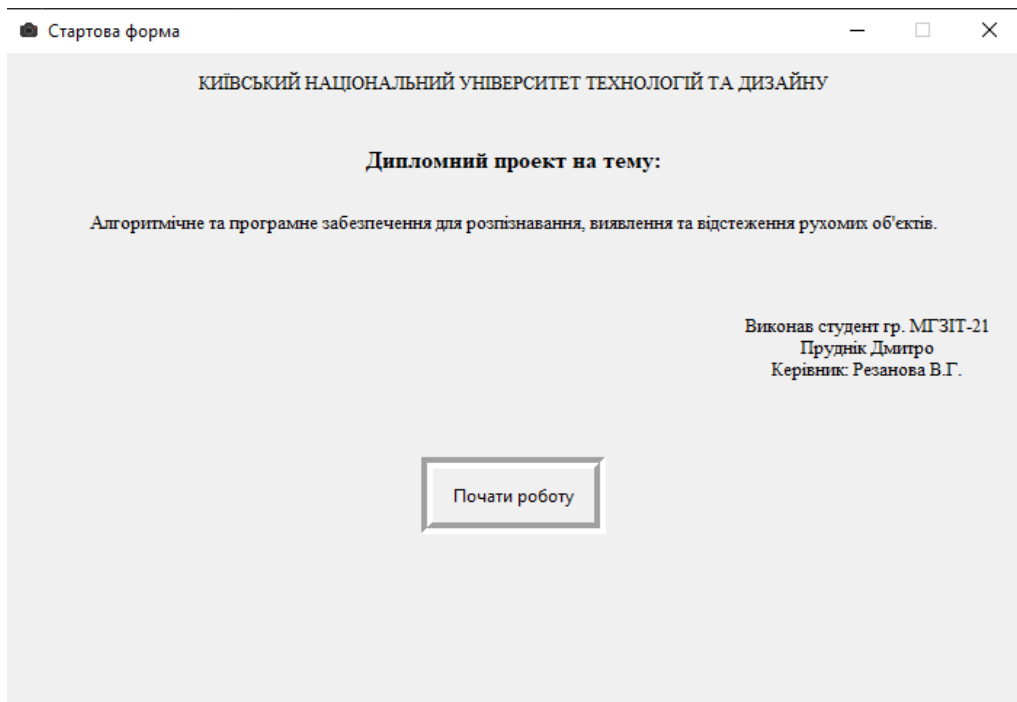 Стартова форма
КИЇВСЬКИЙ НАЦІОНАЛЬНИЙ УНІВЕРСИТЕТ ТЕХНОЛОГІЙ ТА ДИЗАЙНУ
Дипломний проект на тему:
Алгоритмічне та програмне забезпечення для розпізнавання, виявлення та відстеження рухомих об'єктів.
Виконав студент гр. МГЗІТ-21
Пруднік Дмитро
Керівник: Резанова В.Г.
Почати роботу